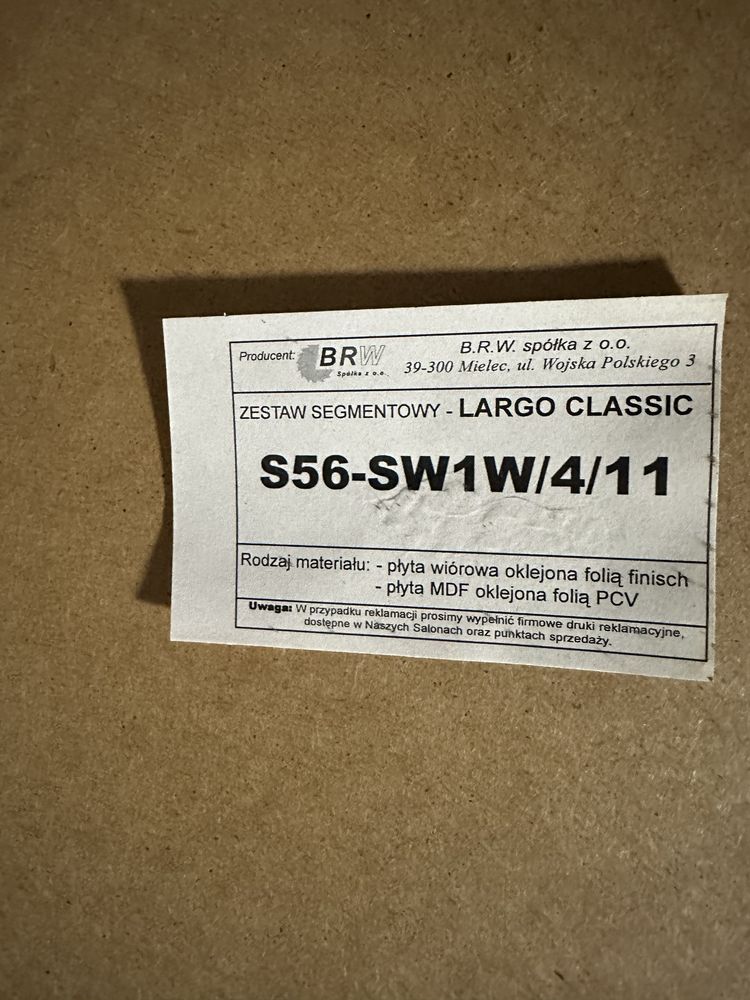 Producent: BRW Spółka z o.o.
B.R.W. spółka z o.o.
39-300 Mielec, ul. Wojska Polskiego 3
ZESTAW SEGMENTOWY - LARGO CLASSIC
S56-SW1W/4/11
Rodzaj materiału: - płyta wiórowa oklejona folią finisch
- płyta MDF oklejona folią PCV
Uwaga: W przypadku reklamacji prosimy wypełnić firmowe druki reklamacyjne,
dostępne w Naszych Salonach oraz punktach sprzedaży.